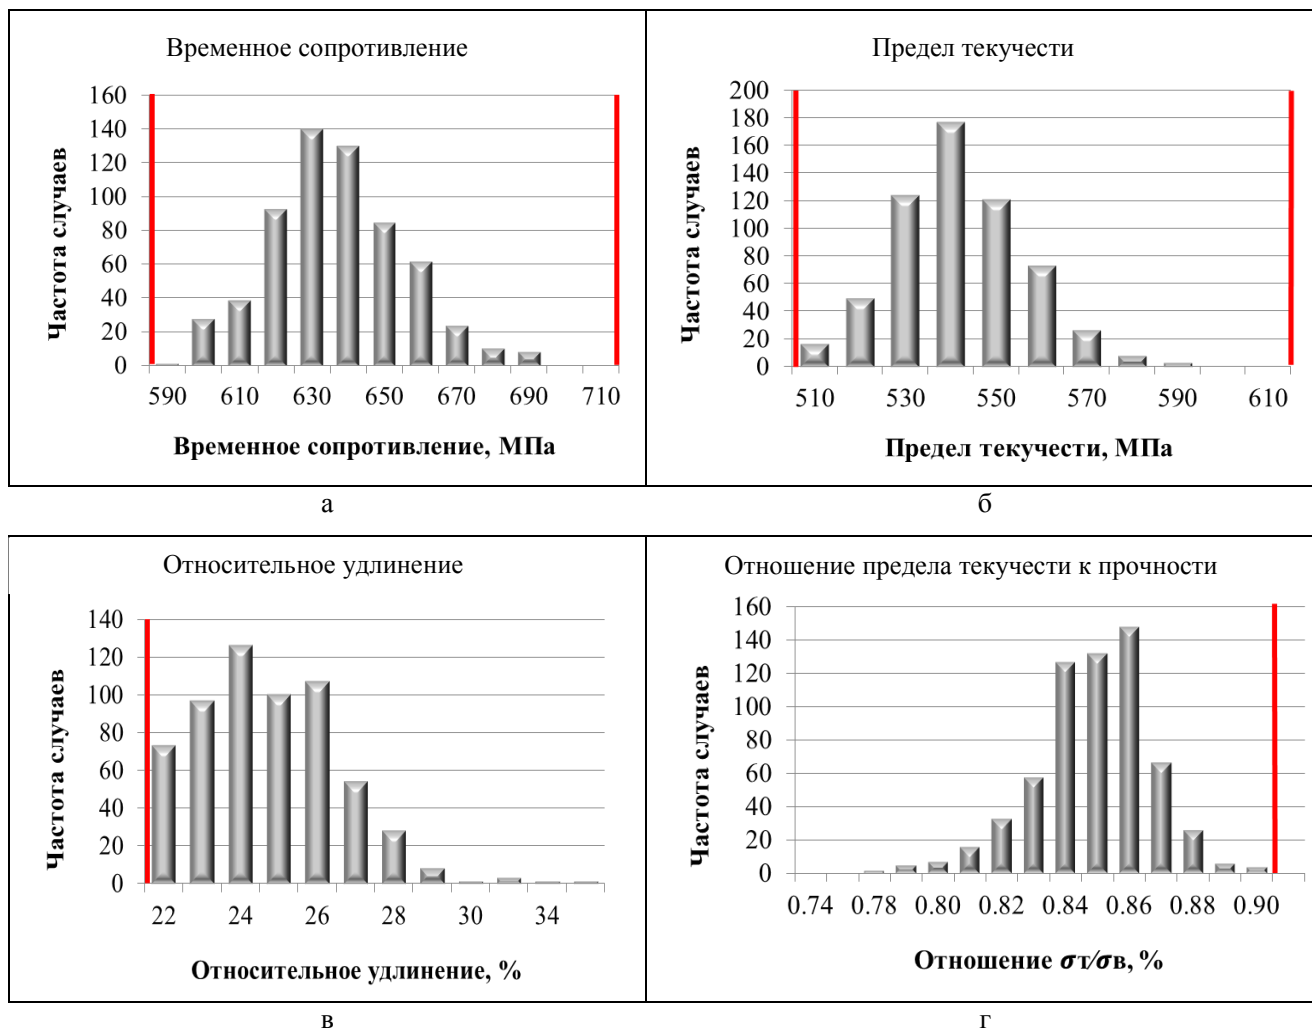 Временное сопротивление
Частота случаев
160
140
120
100
80
60
40
20
0
590 610 630 650 670 690 710
Временное сопротивление, МПа
а
Предел текучести
Частота случаев
200
180
160
140
120
100
80
60
40
20
0
510 530 550 570 590 610
Предел текучести, МПа
б
Относительное удлинение
Частота случаев
140
120
100
80
60
40
20
0
22 24 26 28 30 34
Относительное удлинение, %
в
Отношение предела текучести к прочности
Частота случаев
160
140
120
100
80
60
40
20
0
0.74 0.78 0.80 0.82 0.84 0.86 0.88 0.90
Отношение σт/σв, %
г